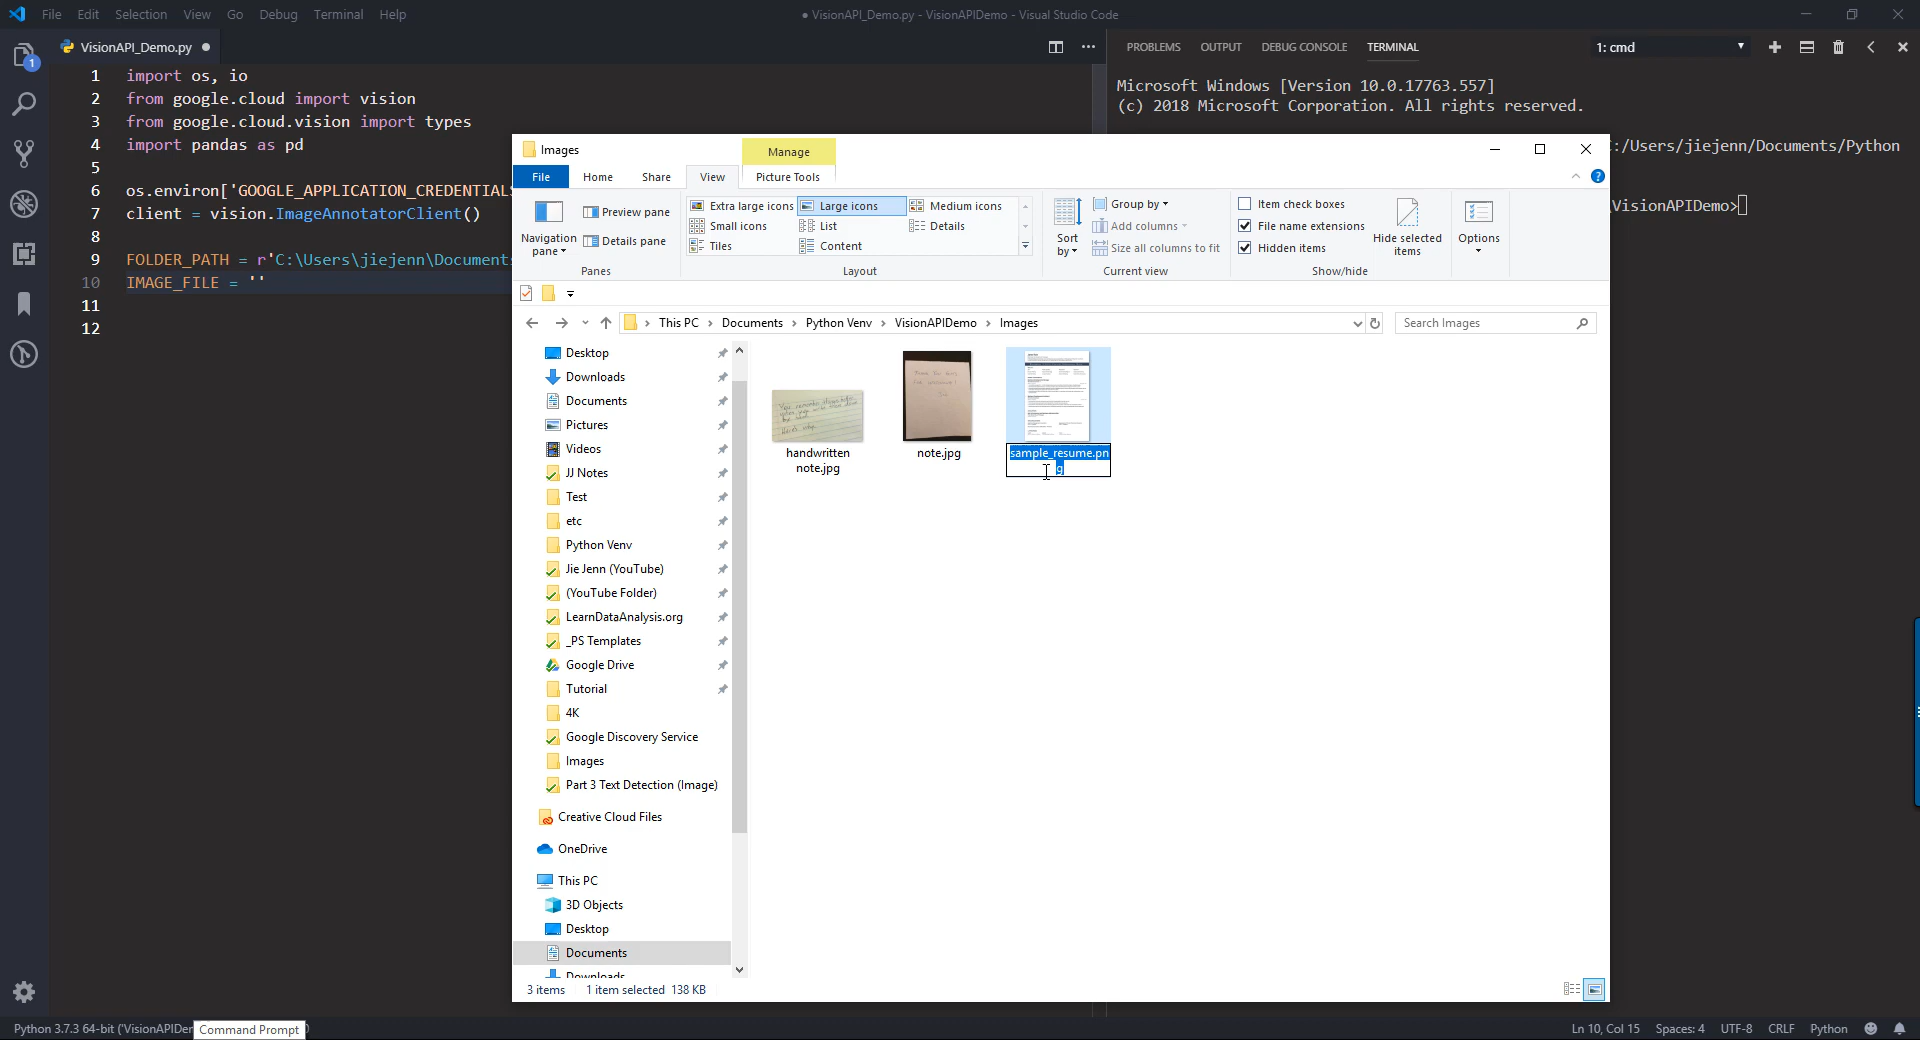 File Edit Selection View Go Debug Terminal Help
● VisionAPI_Demo.py - VisionAPIDemo - Visual Studio Code
VisionAPI_Demo.py ●
1 import os, io
2 from google.cloud import vision
3 from google.cloud.vision import types
4 import pandas as pd
5
6 os.environ['GOOGLE_APPLICATION_CREDENTIALS
7 client = vision.ImageAnnotatorClient()
8
9 FOLDER_PATH = r'C:\Users\jiejenn\Documents
10 IMAGE_FILE = ''
11
12
1
PROBLEMS OUTPUT DEBUG CONSOLE TERMINAL 1: cmd
Microsoft Windows [Version 10.0.17763.557]
(c) 2018 Microsoft Corporation. All rights reserved.
:/Users/jiejenn/Documents/Python
\VisionAPIDemo>
Images
Manage
File Home Share View Picture Tools
Navigation pane
Preview pane
Details pane
Panes
Extra large icons Large icons Medium icons
Small icons List Details
Tiles Content
Layout
Sort by
Group by
Add columns
Size all columns to fit
Current view
Item check boxes
File name extensions
Hidden items
Hide selected items
Show/hide
Options
This PC > Documents > Python Venv > VisionAPIDemo > Images
Search Images
Desktop
Downloads
Documents
Pictures
Videos
JJ Notes
Test
etc
Python Venv
Jie Jenn (YouTube)
(YouTube Folder)
LearnDataAnalysis.org
_PS Templates
Google Drive
Tutorial
4K
Google Discovery Service
Images
Part 3 Text Detection (Image)
Creative Cloud Files
OneDrive
This PC
3D Objects
Desktop
Documents
Downloads
handwritten
note.jpg
note.jpg
sample_resume.pn
g
3 items 1 item selected 138 KB
Python 3.7.3 64-bit ('VisionAPIDe
Command Prompt
Ln 10, Col 15 Spaces: 4 UTF-8 CRLF Python